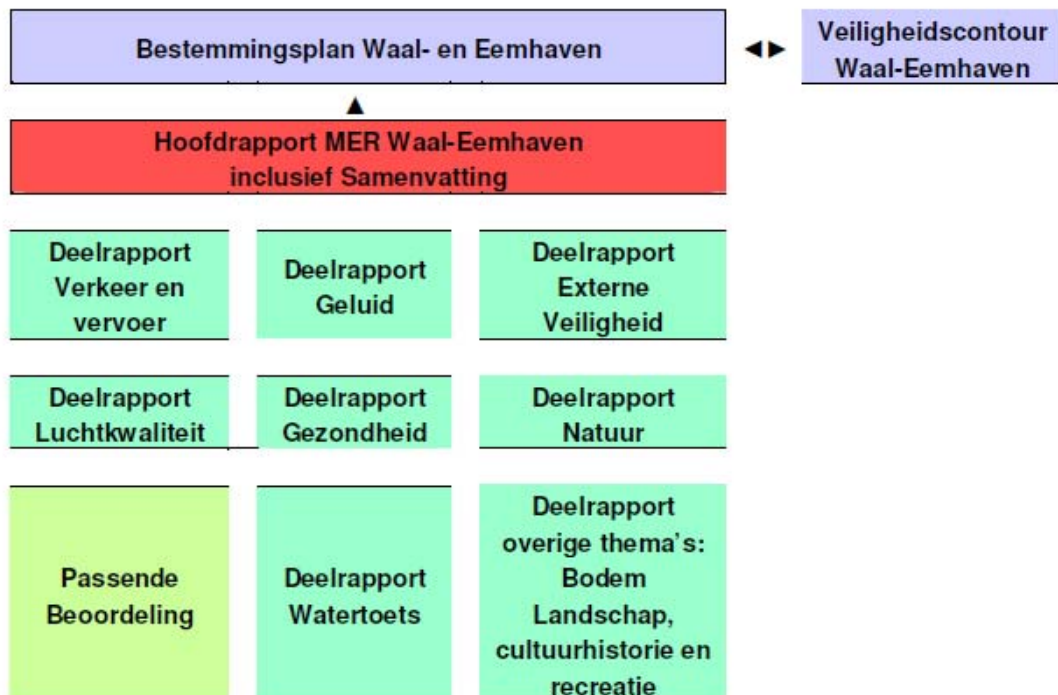 Bestemmingsplan Waal- en Eemhaven
◄►
Veiligheidscontour
Waal-Eemhaven
▲
Hoofdrapport MER Waal-Eemhaven
inclusief Samenvatting
Deelrapport
Verkeer en
vervoer
Deelrapport
Geluid
Deelrapport
Externe
Veiligheid
Deelrapport
Luchtkwaliteit
Deelrapport
Gezondheid
Deelrapport
Natuur
Passende
Beoordeling
Deelrapport
Watertoets
Deelrapport
overige thema's:
Bodem
Landschap,
cultuurhistorie en
recreatie